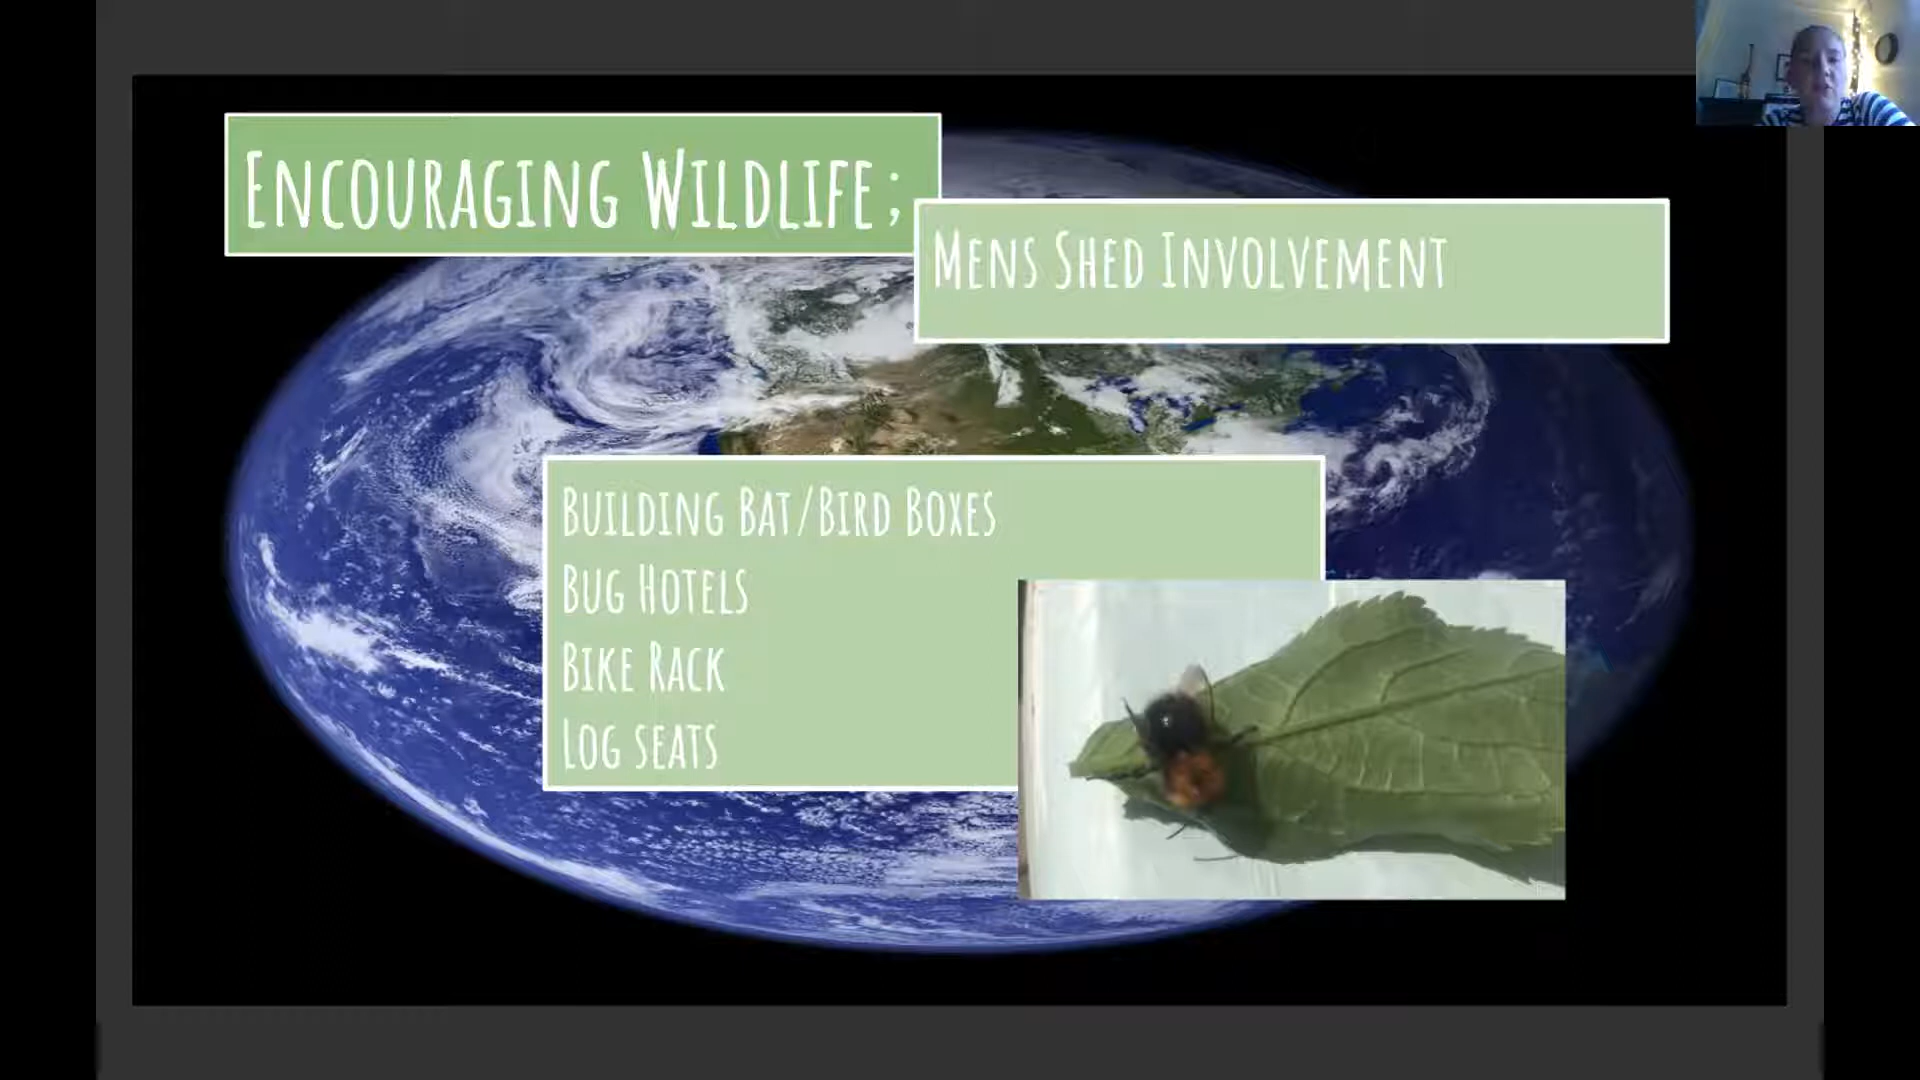 Encouraging Wildlife;
Mens Shed Involvement
Building Bat/Bird Boxes
Bug Hotels
Bike Rack
Log seats